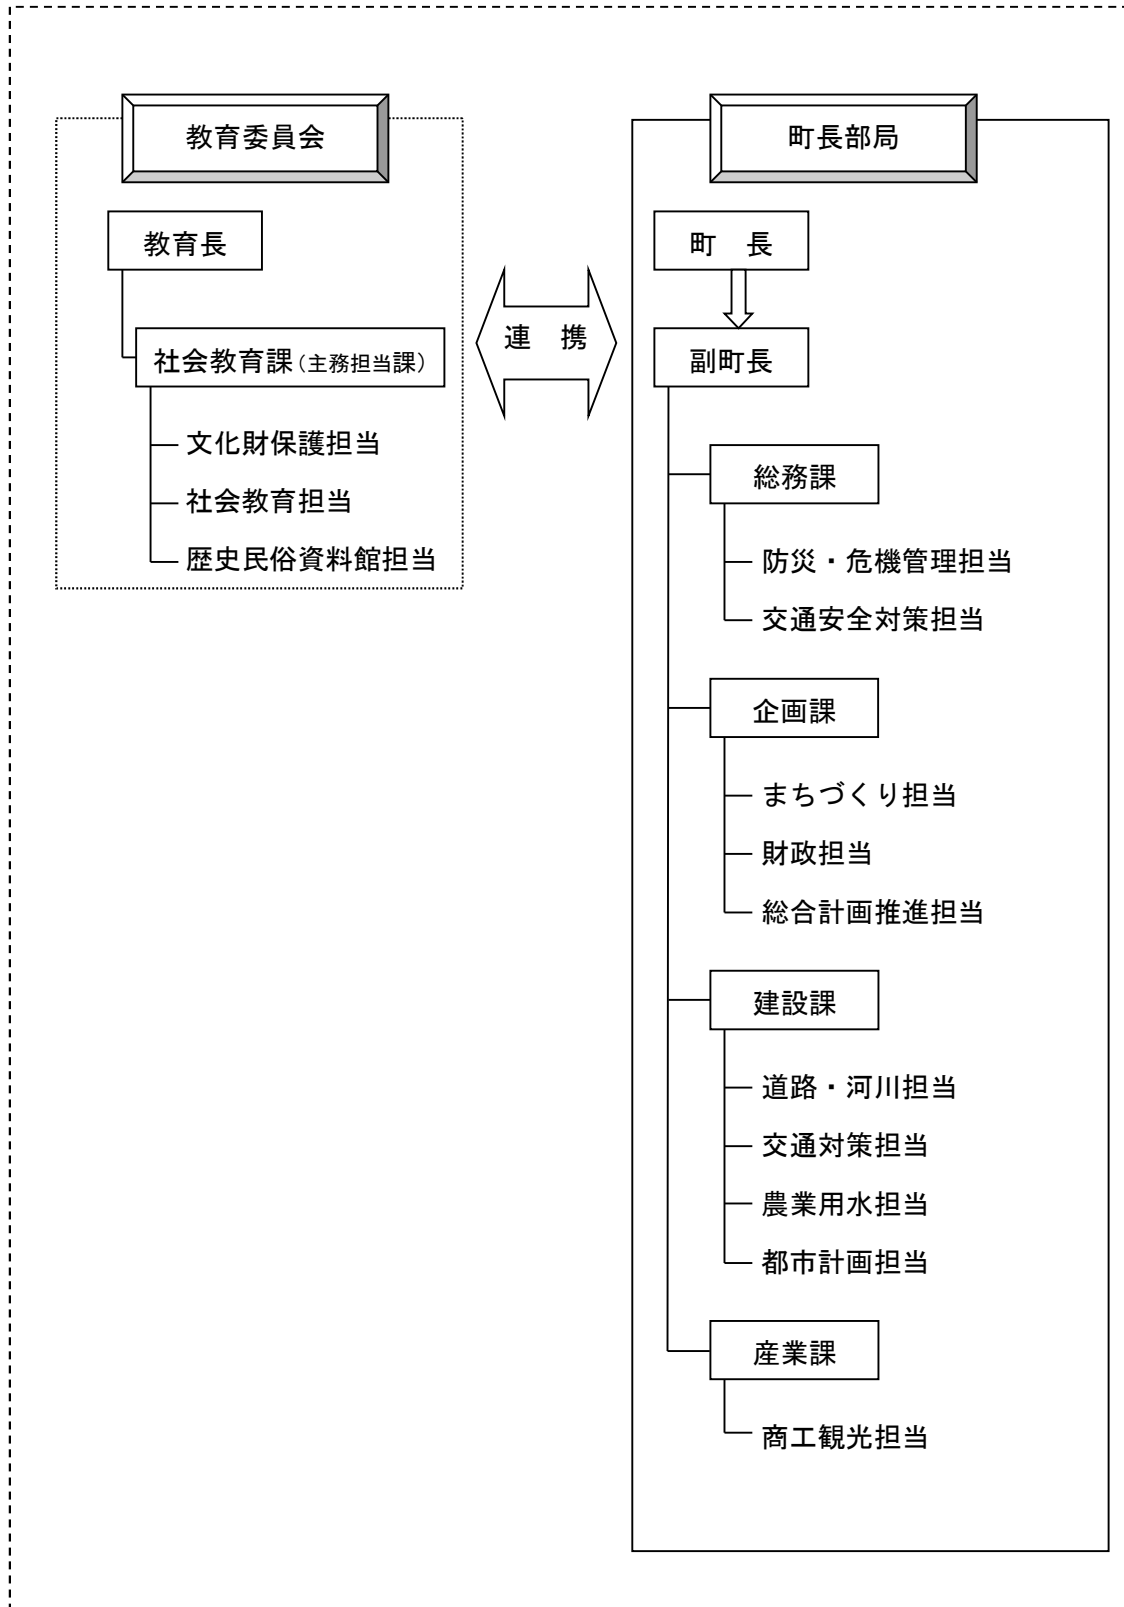 教育委員会
教育長
社会教育課(主務担当課)
文化財保護担当
社会教育担当
歴史民俗資料館担当
連　携
町長部局
町　長
副町長
総務課
防災・危機管理担当
交通安全対策担当
企画課
まちづくり担当
財政担当
総合計画推進担当
建設課
道路・河川担当
交通対策担当
農業用水担当
都市計画担当
産業課
商工観光担当